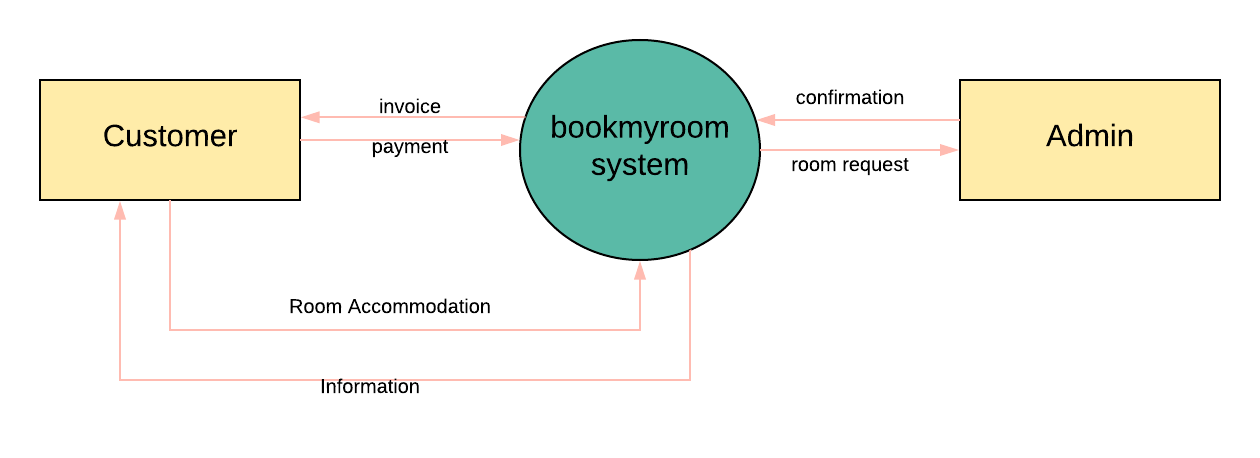 Customer
invoice
payment
bookmyroom
system
confirmation
room request
Admin
Room Accommodation
Information